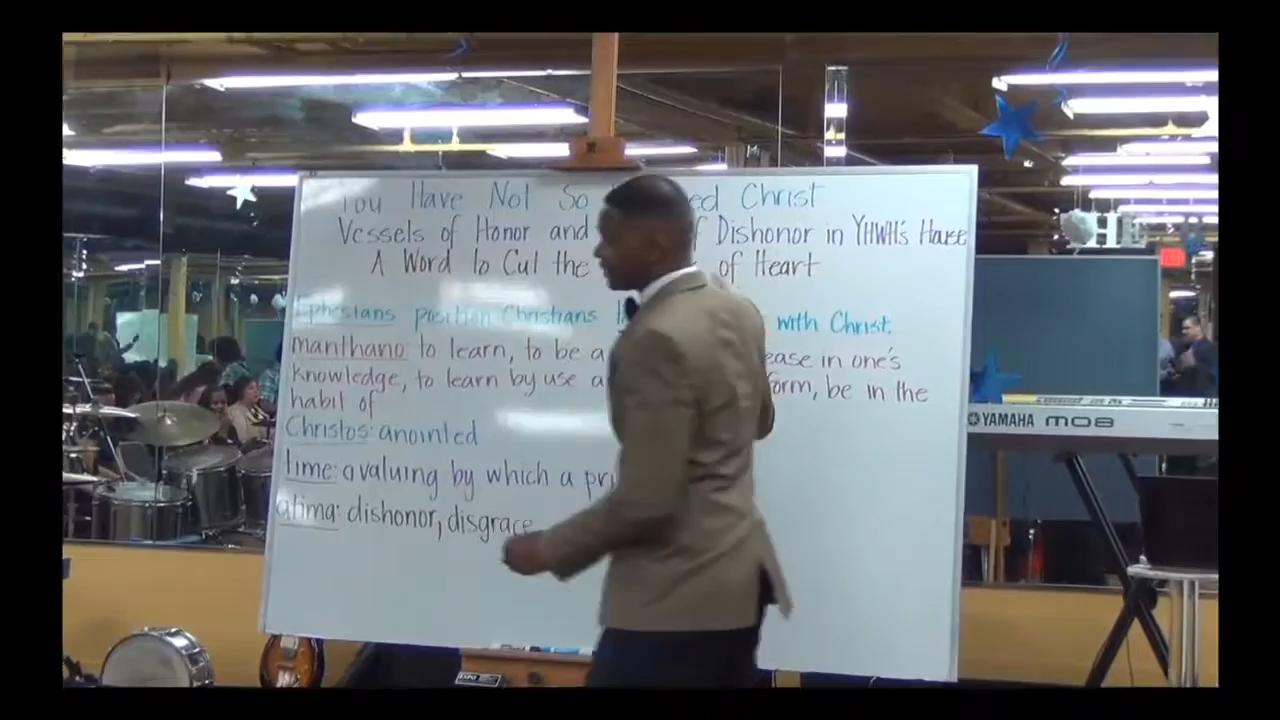 You Have Not So ed Christ
Vessels of Honor and f Dishonor in YHWH's House
A Word to Cut the of Heart
Ephesians position Christians with Christ.
manthano: to learn, to be a ease in one's
knowledge, to learn by use a form, be in the
habit of
Christos: anointed
time: a valuing by which a pri
atima: dishonor, disgrace
YAMAHA MO8
EXPO